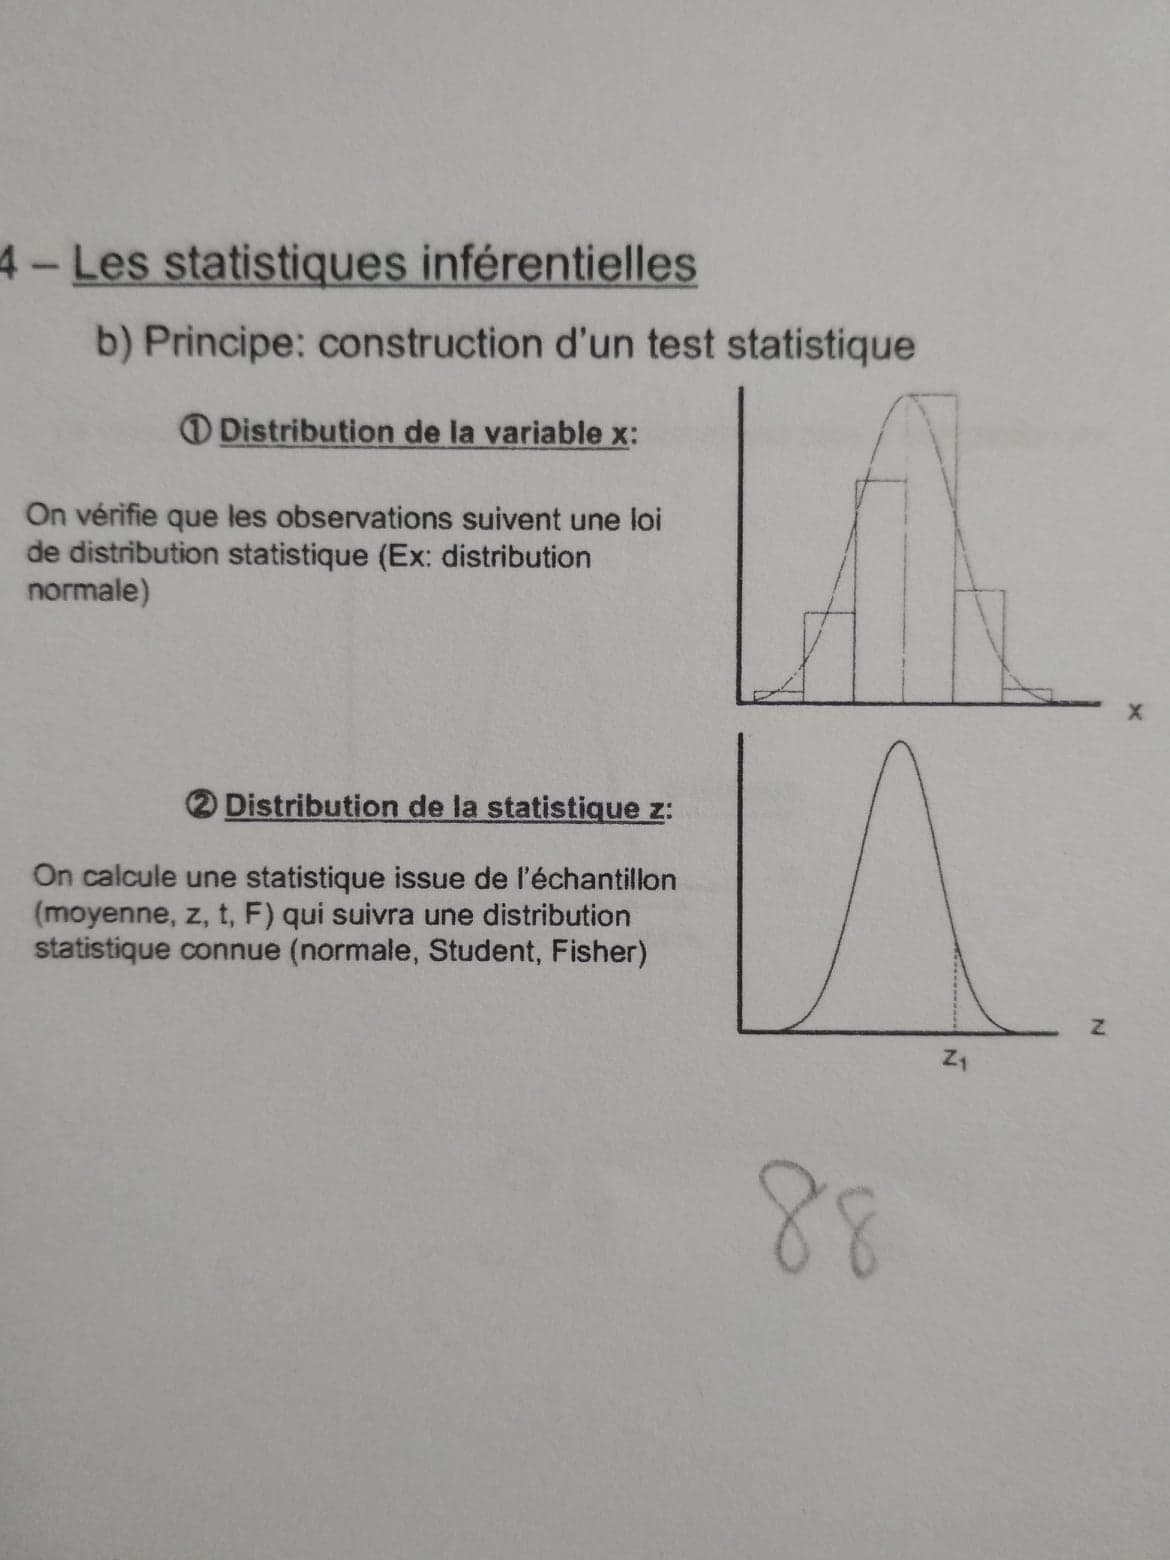 4 – Les statistiques inférentielles
b) Principe: construction d'un test statistique
① Distribution de la variable x:
On vérifie que les observations suivent une loi
de distribution statistique (Ex: distribution
normale)
x
② Distribution de la statistique z:
On calcule une statistique issue de l'échantillon
(moyenne, z, t, F) qui suivra une distribution
statistique connue (normale, Student, Fisher)
z
z₁
88